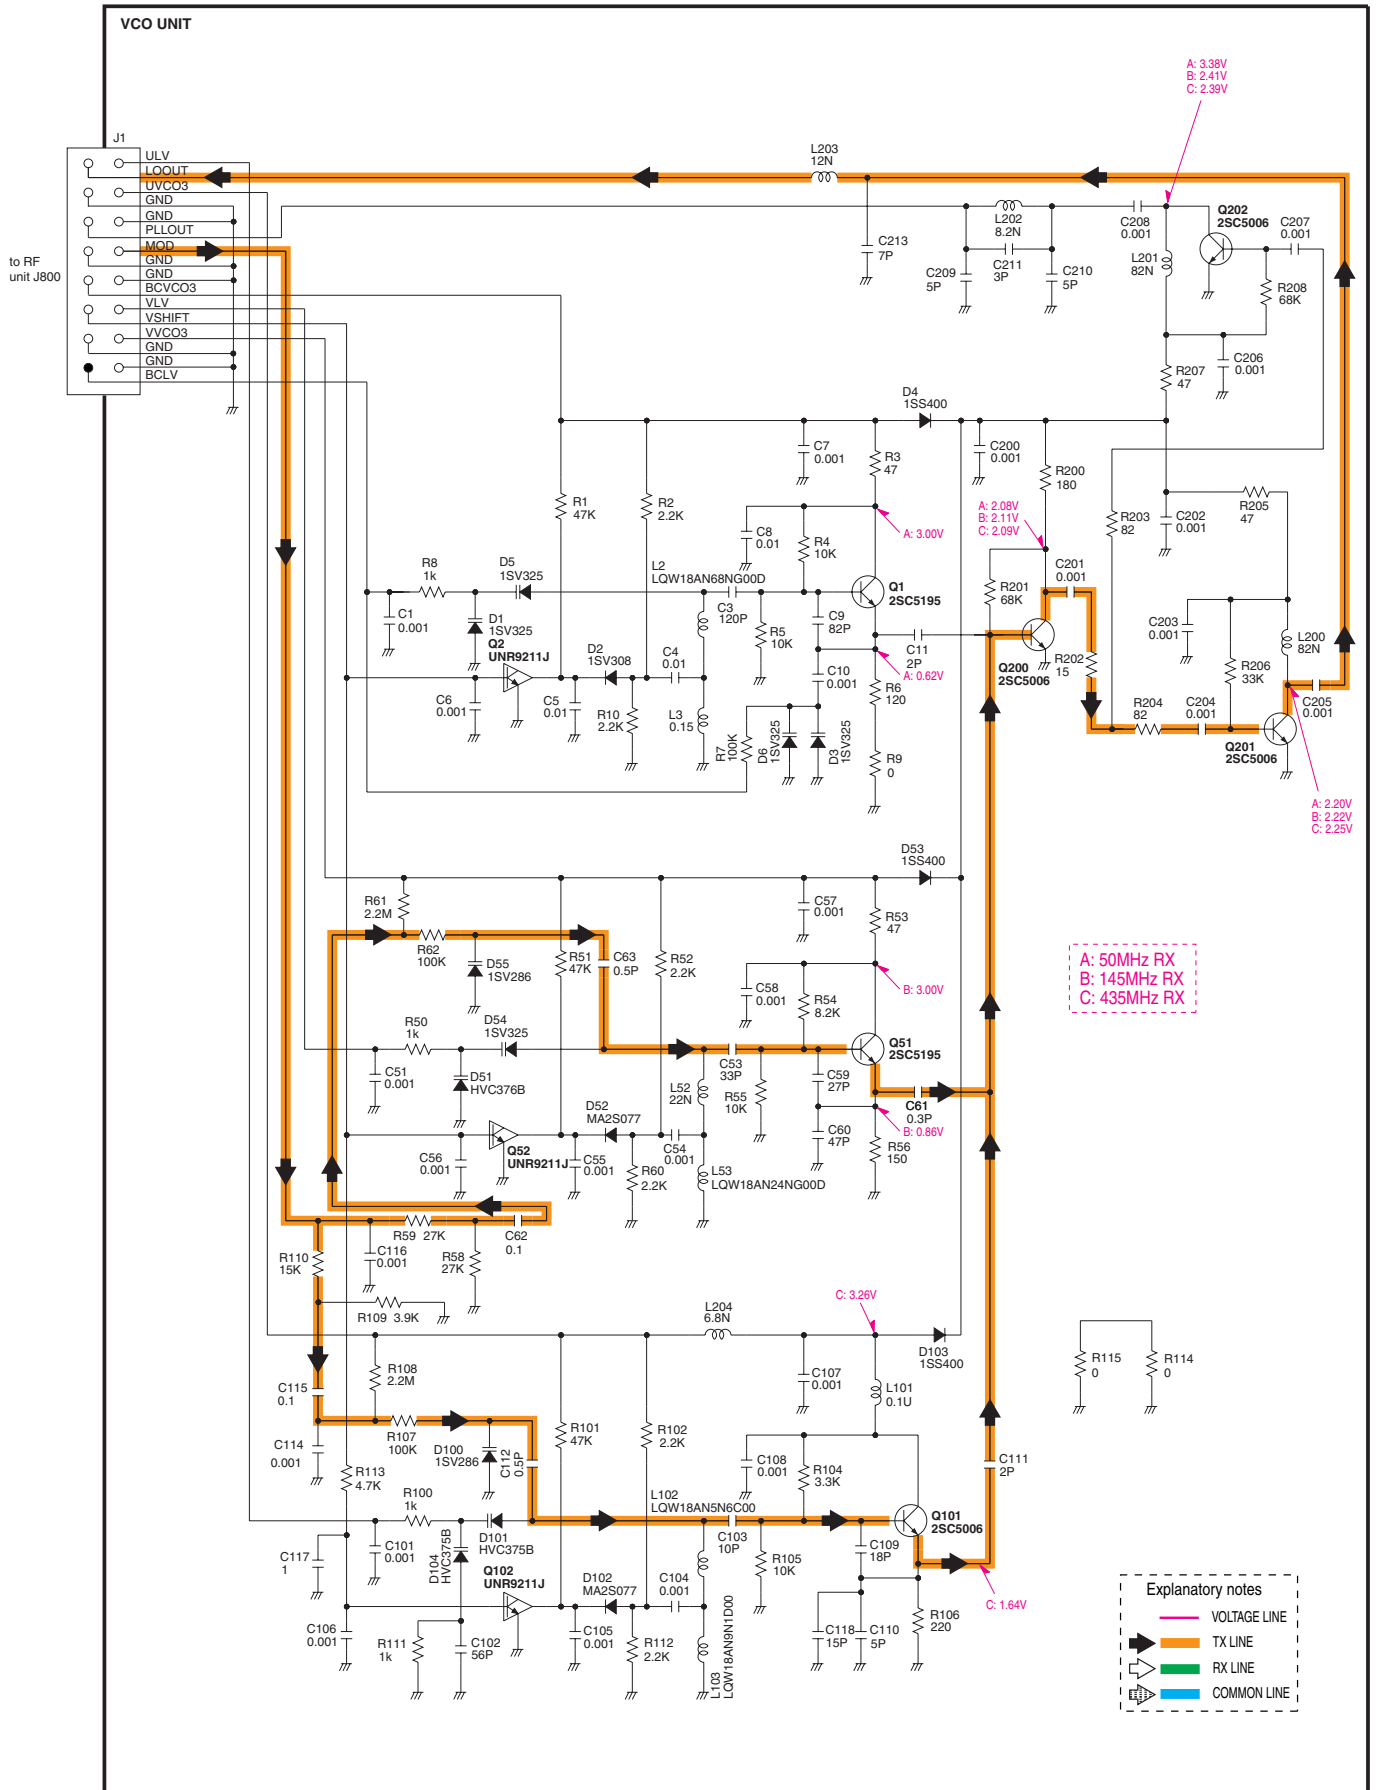 VCO UNIT
A: 3.38V
B: 2.41V
C: 2.39V
J1
to RF
unit J800
ULV
LOOUT
UVCO3
GND
GND
PLLOUT
MOD
GND
GND
BCVCO3
VLV
VSHIFT
VVCO3
GND
GND
BCLV
L203
12N
C213
7P
L202
8.2N
C209
5P
C211
3P
C210
5P
C208
0.001
Q202
2SC5006
C207
0.001
L201
82N
R208
68K
C206
0.001
R207
47
D4
1SS400
C7
0.001
R3
47
C200
0.001
R200
180
R1
47K
R2
2.2K
C8
0.01
R4
10K
A: 3.00V
A: 2.08V
B: 2.11V
C: 2.09V
R203
82
C202
0.001
R205
47
R8
1k
D5
1SV325
L2
LQW18AN68NG00D
Q1
2SC5195
C201
0.001
R201
68K
C1
0.001
D1
1SV325
Q2
UNR9211J
C3
120P
R5
10K
C9
82P
C203
0.001
L200
82N
D2
1SV308
C4
0.01
C10
0.001
C11
2P
A: 0.62V
Q200
2SC5006
R202
15
R206
33K
C6
0.001
C5
0.01
R10
2.2K
L3
0.15
R7
100K
D6
1SV325
D3
1SV325
R6
120
R9
0
R204
82
C204
0.001
C205
0.001
Q201
2SC5006
A: 2.20V
B: 2.22V
C: 2.25V
D53
1SS400
R61
2.2M
C57
0.001
R53
47
R62
100K
D55
1SV286
R51
47K
C63
0.5P
R52
2.2K
C58
0.001
R54
8.2K
B: 3.00V
A: 50MHz RX
B: 145MHz RX
C: 435MHz RX
R50
1k
D54
1SV325
Q51
2SC5195
C51
0.001
D51
HVC376B
L52
22N
C53
33P
R55
10K
C59
27P
C61
0.3P
D52
MA2S077
B: 0.86V
C56
0.001
Q52
UNR9211J
C55
0.001
R60
2.2K
C54
0.001
L53
LQW18AN24NG00D
C60
47P
R56
150
R59
27K
C62
0.1
R110
15K
C116
0.001
R58
27K
R109 3.9K
L204
6.8N
C: 3.26V
D103
1SS400
R115
0
R114
0
R108
2.2M
C107
0.001
L101
0.1U
C115
0.1
R107
100K
R101
47K
R102
2.2K
C114
0.001
D100
1SV286
C112
0.5P
C108
0.001
R104
3.3K
C111
2P
R113
4.7K
R100
1k
L102
LQW18AN5N6C00
Q101
2SC5006
C117
1
C101
0.001
D104
HVC375B
D101
HVC375B
C103
10P
R105
10K
C109
18P
Q102
UNR9211J
D102
MA2S077
C104
0.001
C: 1.64V
C106
0.001
R111
1k
C102
56P
C105
0.001
R112
2.2K
L103
LQW18AN9N1D00
C118
15P
C110
5P
R106
220
Explanatory notes
VOLTAGE LINE
TX LINE
RX LINE
COMMON LINE